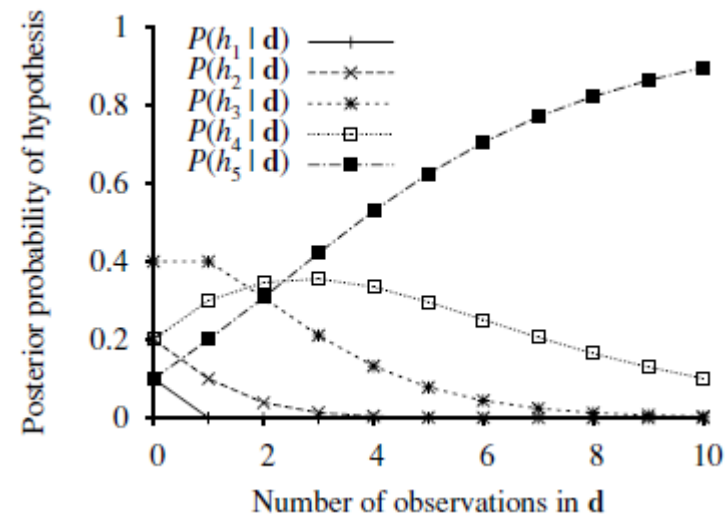 Posterior probability of hypothesis
1
0.8
0.6
0.4
0.2
0
P(h1 | d)
P(h2 | d)
P(h3 | d)
P(h4 | d)
P(h5 | d)
0 2 4 6 8 10
Number of observations in d